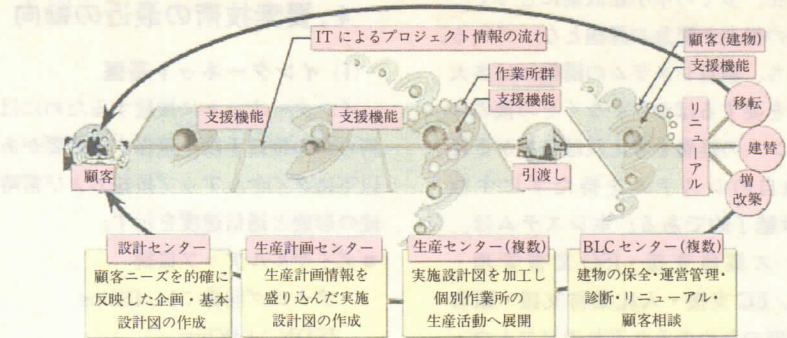 ITによるプロジェクト情報の流れ
顧客(建物)
支援機能
作業所群
支援機能
支援機能
支援機能
リニューアル
移転
建替
増
改築
顧客
引渡し
設計センター
顧客ニーズを的確に
反映した企画・基本
設計図の作成
生産計画センター
生産計画情報を
盛り込んだ実施
設計図の作成
生産センター(複数)
実施設計図を加工し
個別作業所の
生産活動へ展開
BLCセンター(複数)
建物の保全・運営管理・
診断・リニューアル・
顧客相談